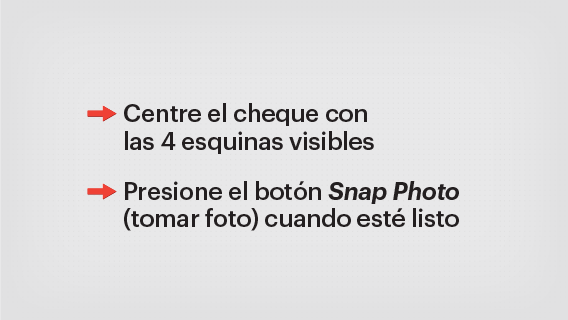 Centre el cheque con
las 4 esquinas visibles
Presione el botón Snap Photo
(tomar foto) cuando esté listo